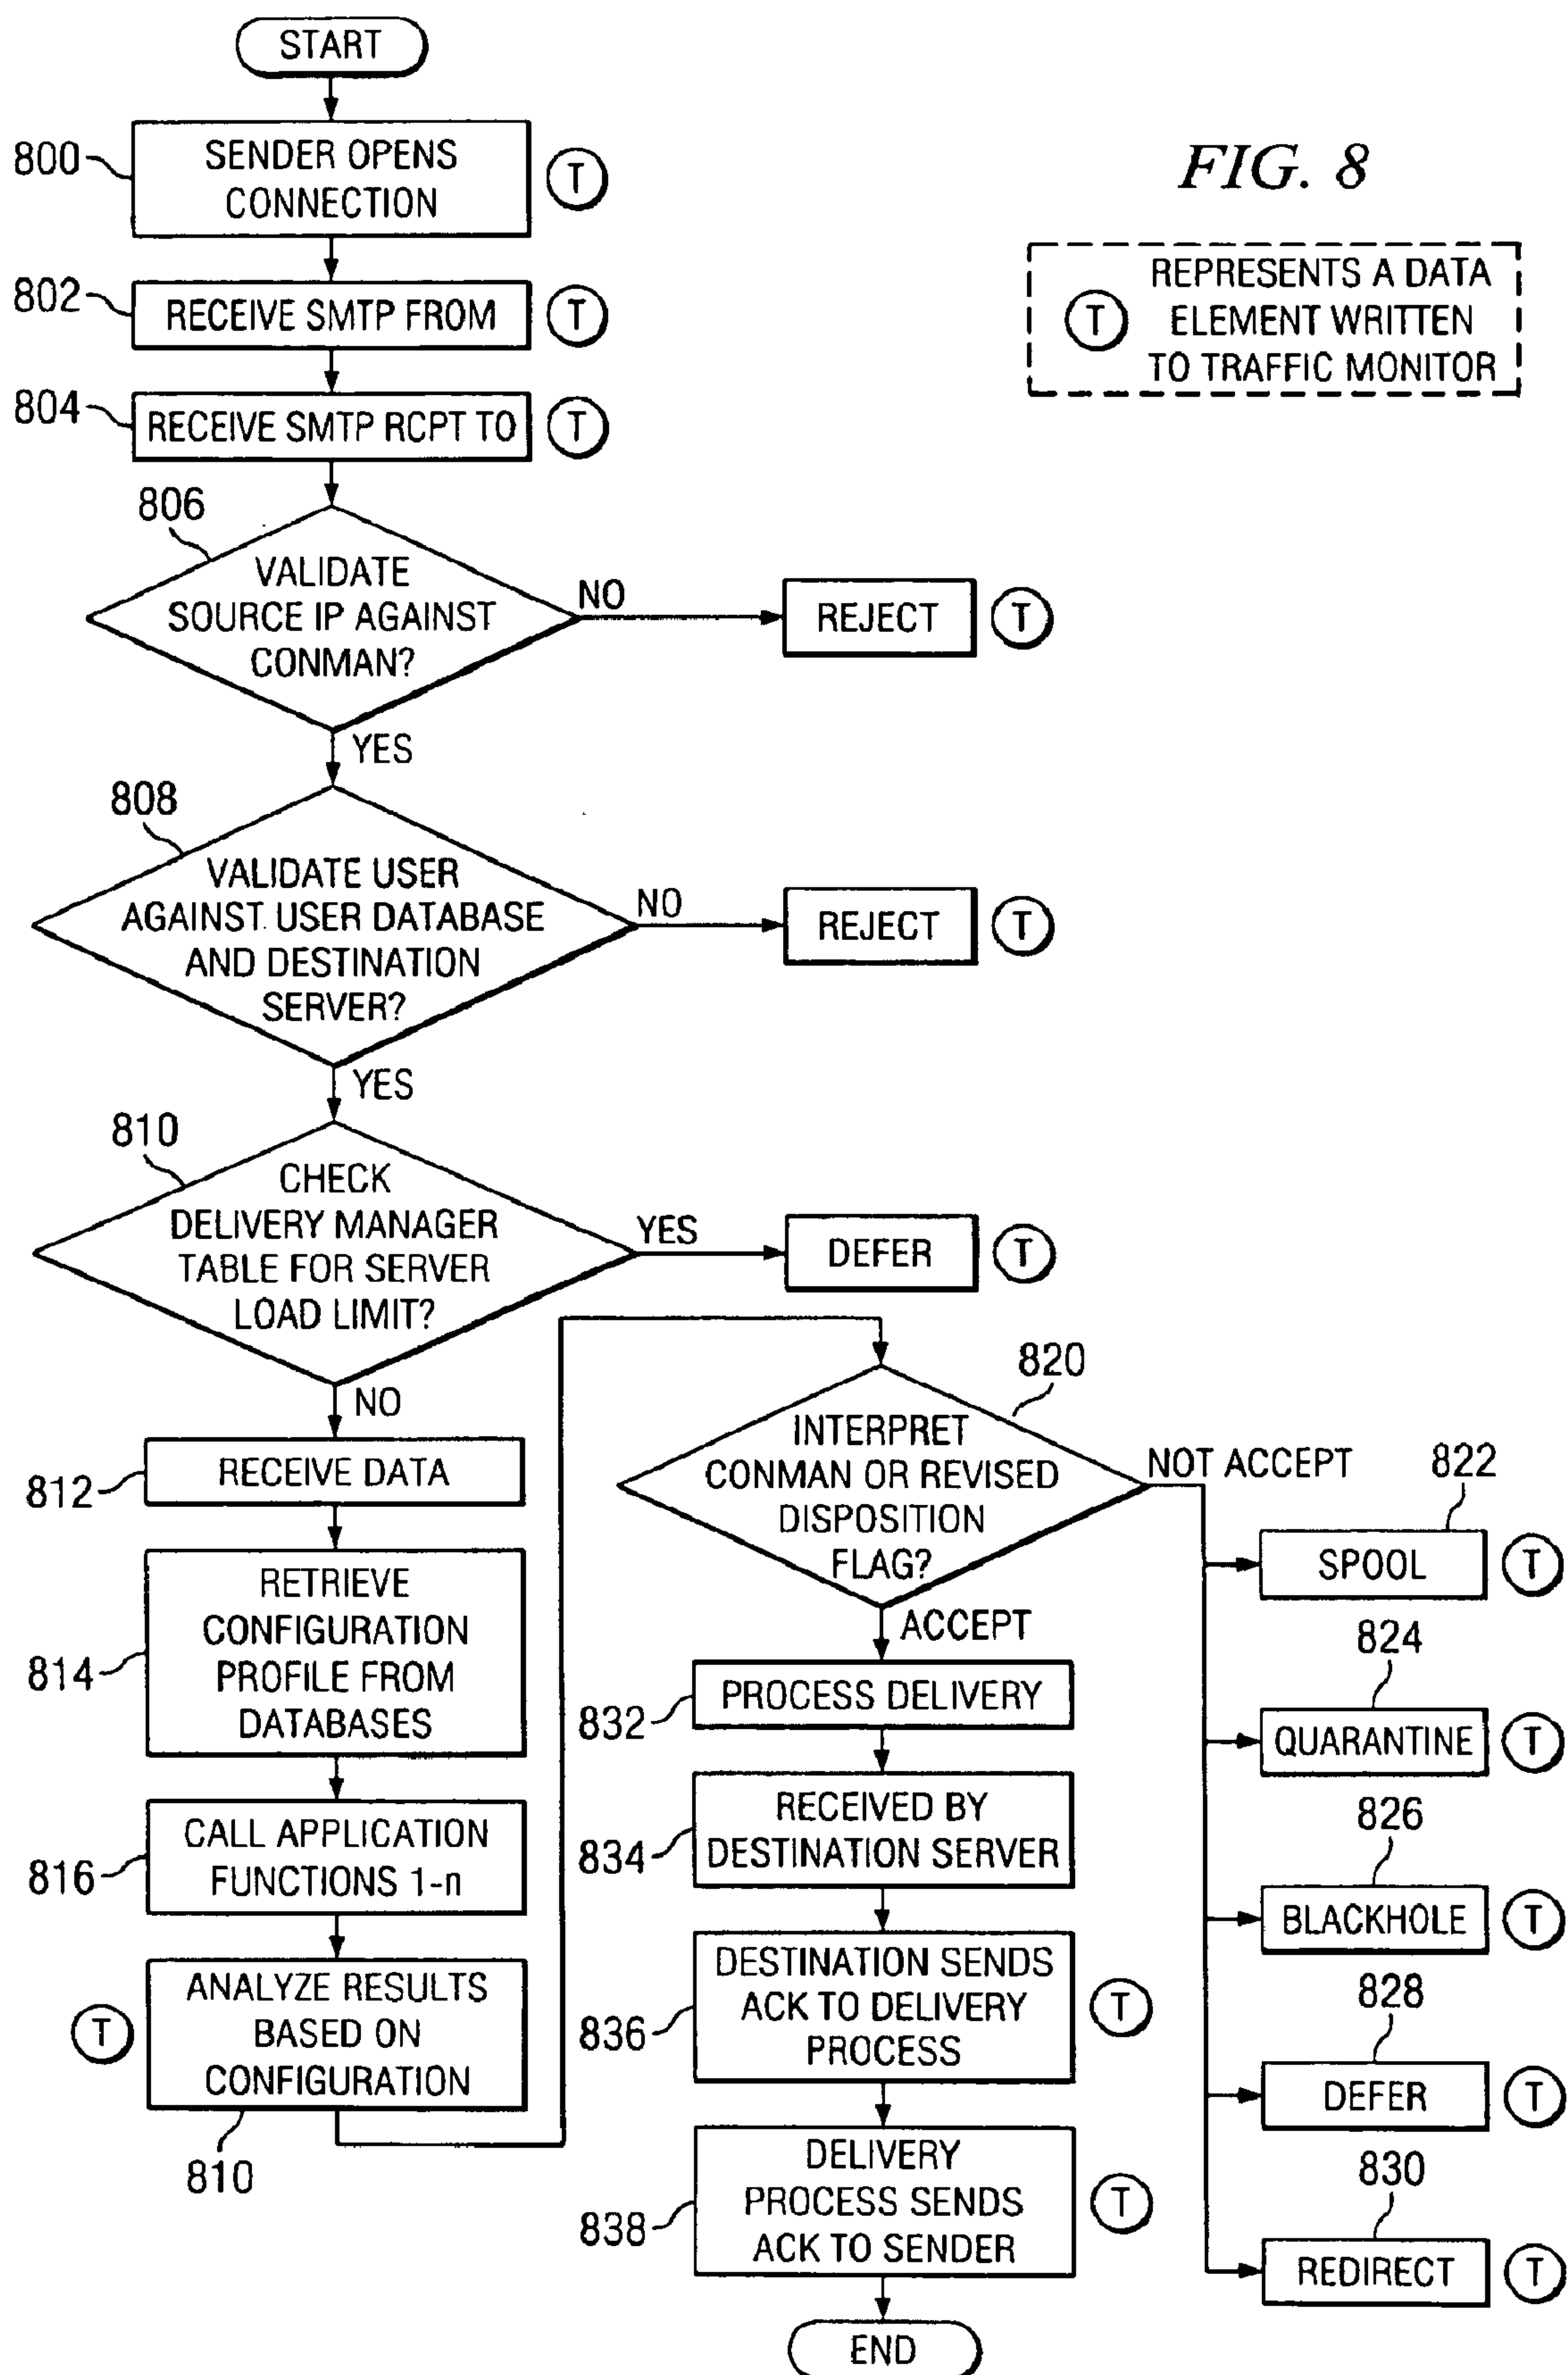 START
800
SENDER OPENS
CONNECTION
T
FIG. 8
T
REPRESENTS A DATA
ELEMENT WRITTEN
TO TRAFFIC MONITOR
802
RECEIVE SMTP FROM
T
804
RECEIVE SMTP RCPT TO
T
806
VALIDATE
SOURCE IP AGAINST
CONMAN?
NO
REJECT
T
YES
808
VALIDATE USER
AGAINST USER DATABASE
AND DESTINATION
SERVER?
NO
REJECT
T
YES
810
CHECK
DELIVERY MANAGER
TABLE FOR SERVER
LOAD LIMIT?
YES
DEFER
T
NO
812
RECEIVE DATA
814
RETRIEVE
CONFIGURATION
PROFILE FROM
DATABASES
816
CALL APPLICATION
FUNCTIONS 1-n
T
ANALYZE RESULTS
BASED ON
CONFIGURATION
810
820
INTERPRET
CONMAN OR REVISED
DISPOSITION
FLAG?
NOT ACCEPT
ACCEPT
822
SPOOL
T
824
QUARANTINE
T
826
BLACKHOLE
T
828
DEFER
T
830
REDIRECT
T
832
PROCESS DELIVERY
834
RECEIVED BY
DESTINATION SERVER
836
DESTINATION SENDS
ACK TO DELIVERY
PROCESS
T
838
DELIVERY
PROCESS SENDS
ACK TO SENDER
T
END